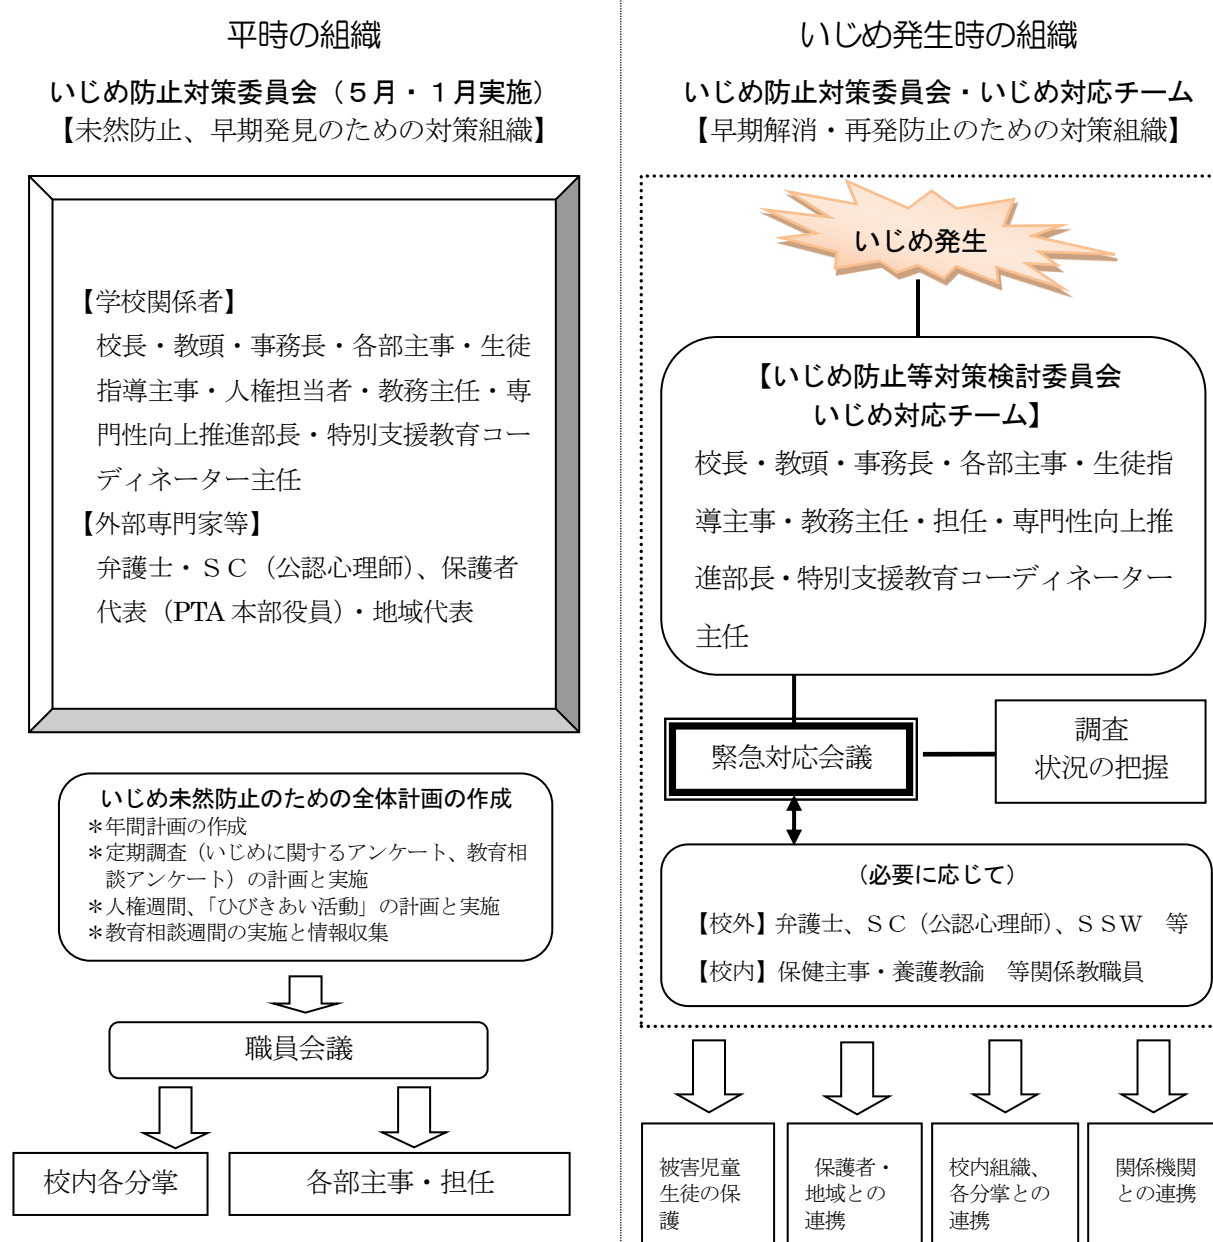 平時の組織
いじめ防止対策委員会（５月・１月実施）
【未然防止、早期発見のための対策組織】
【学校関係者】
校長・教頭・事務長・各部主事・生徒
指導主事・人権担当者・教務主任・専
門性向上推進部長・特別支援教育コー
ディネーター主任
【外部専門家等】
弁護士・ＳＣ（公認心理師）、保護者
代表（PTA 本部役員）・地域代表
いじめ未然防止のための全体計画の作成
＊年間計画の作成
＊定期調査（いじめに関するアンケート、教育相
談アンケート）の計画と実施
＊人権週間、「ひびきあい活動」の計画と実施
＊教育相談週間の実施と情報収集
職員会議
校内各分掌
各部主事・担任
いじめ発生時の組織
いじめ防止対策委員会・いじめ対応チーム
【早期解消・再発防止のための対策組織】
いじめ発生
【いじめ防止等対策検討委員会
いじめ対応チーム】
校長・教頭・事務長・各部主事・生徒指
導主事・教務主任・担任・専門性向上推
進部長・特別支援教育コーディネーター
主任
緊急対応会議
調査
状況の把握
（必要に応じて）
【校外】弁護士、ＳＣ（公認心理師）、ＳＳＷ　等
【校内】保健主事・養護教諭　等関係教職員
被害児童
生徒の保
護
保護者・
地域との
連携
校内組織、
各分掌との
連携
関係機関
との連携